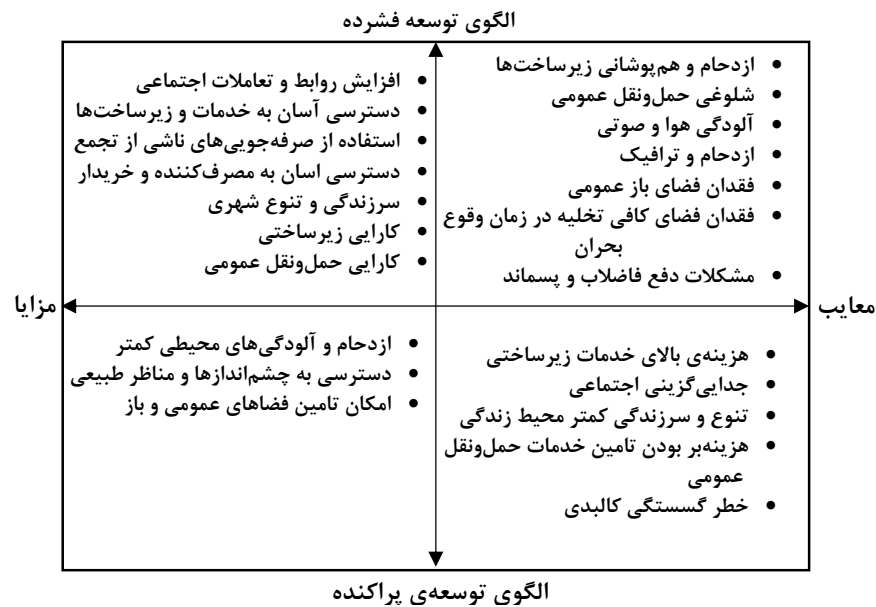 الگوی توسعه فشرده
• ازدحام و هم‌پوشانی زیرساخت‌ها
• شلوغی حمل‌ونقل عمومی
• آلودگی هوا و صوتی
• ازدحام و ترافیک
• فقدان فضای باز عمومی
• فقدان فضای کافی تخلیه در زمان وقوع
بحران
• مشکلات دفع فاضلاب و پسماند
• افزایش روابط و تعاملات اجتماعی
• دسترسی آسان به خدمات و زیرساخت‌ها
• استفاده از صرفه‌جویی‌های ناشی از تجمع
• دسترسی اسان به مصرف‌کننده و خریدار
• سرزندگی و تنوع شهری
• کارایی زیرساختی
• کارایی حمل‌ونقل عمومی
معایب
مزایا
• هزینه‌ی بالای خدمات زیرساختی
• جدایی‌گزینی اجتماعی
• تنوع و سرزندگی کمتر محیط زندگی
• هزینه‌بر بودن تامین خدمات حمل‌ونقل
عمومی
• خطر گسستگی کالبدی
• ازدحام و آلودگی‌های محیطی کمتر
• دسترسی به چشم‌اندازها و مناظر طبیعی
• امکان تامین فضاهای عمومی و باز
الگوی توسعه‌ی پراکنده